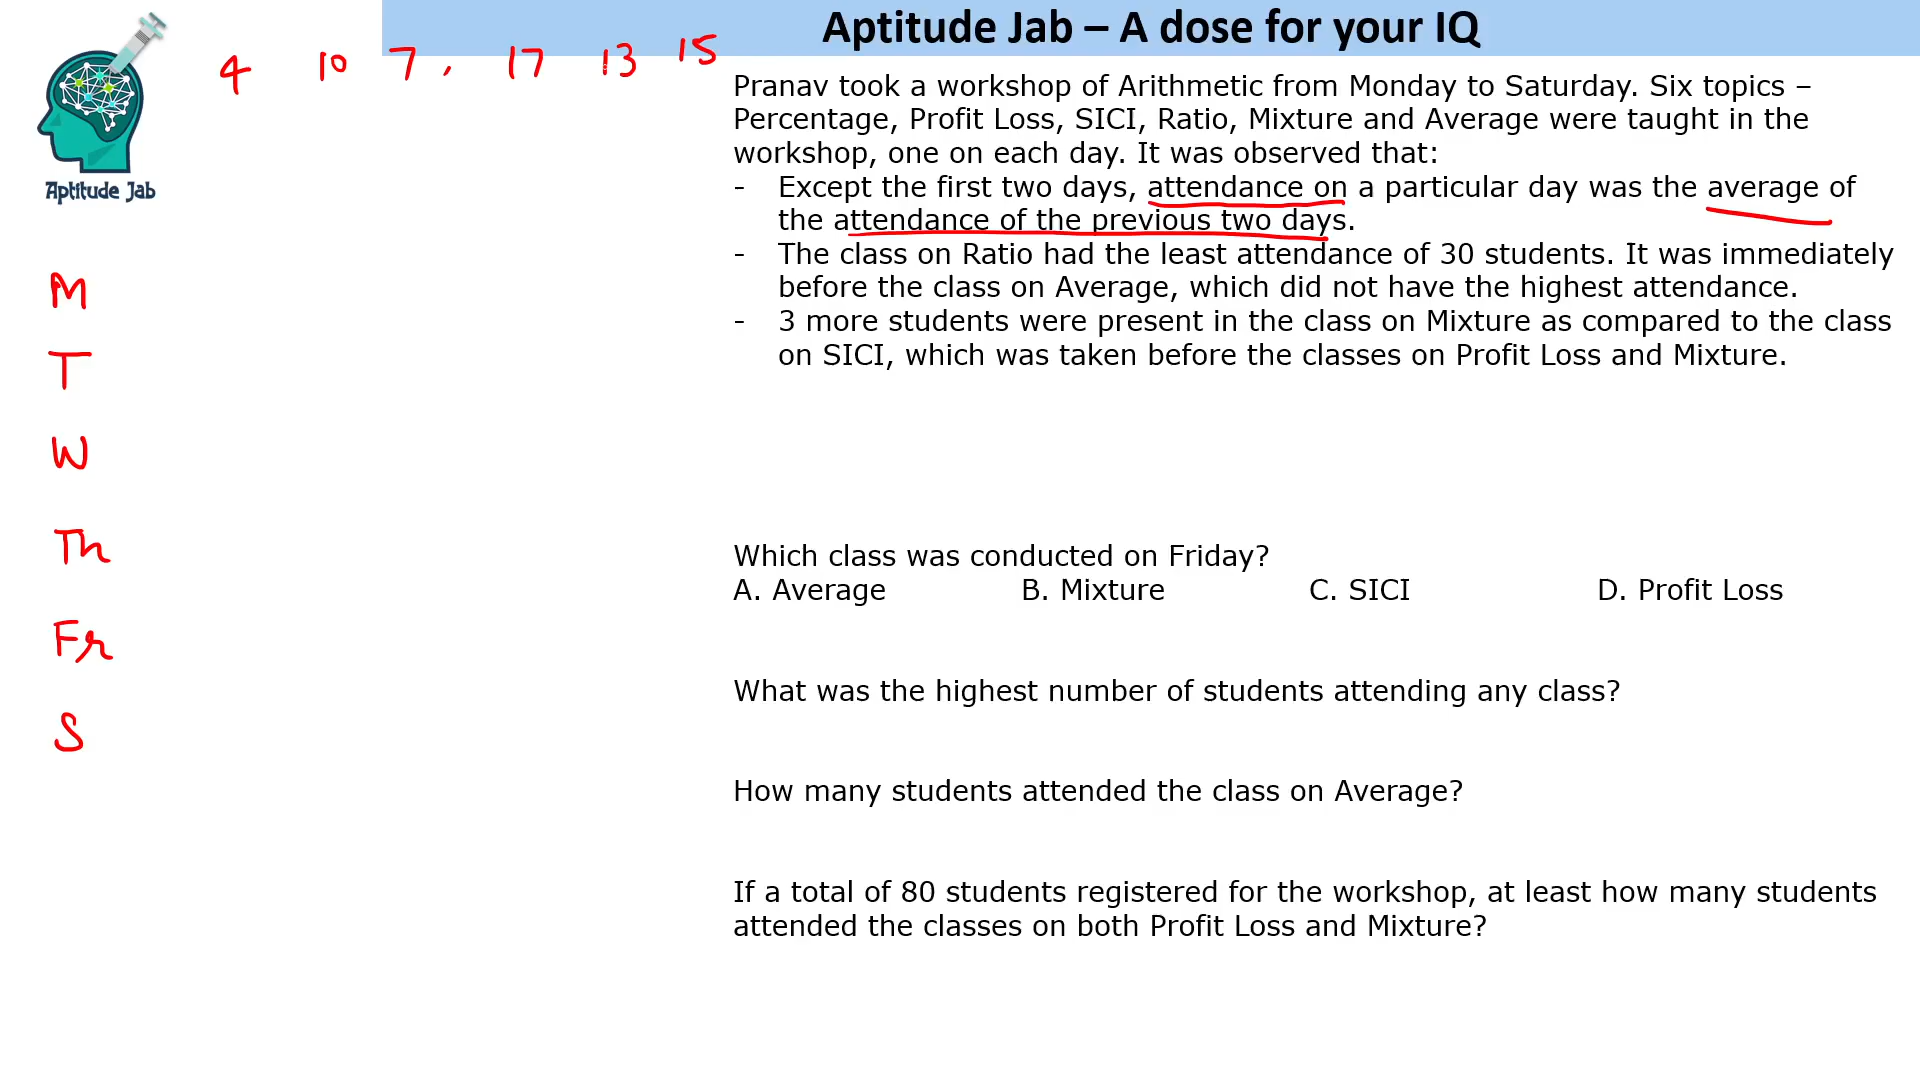 Aptitude Jab – A dose for your IQ
4 10 7, 17 13 15
Aptitude Jab
Pranav took a workshop of Arithmetic from Monday to Saturday. Six topics –
Percentage, Profit Loss, SICI, Ratio, Mixture and Average were taught in the
workshop, one on each day. It was observed that:
- Except the first two days, attendance on a particular day was the average of
the attendance of the previous two days.
- The class on Ratio had the least attendance of 30 students. It was immediately
before the class on Average, which did not have the highest attendance.
- 3 more students were present in the class on Mixture as compared to the class
on SICI, which was taken before the classes on Profit Loss and Mixture.
M
T
W
Th
Fr
S
Which class was conducted on Friday?
A. Average B. Mixture C. SICI D. Profit Loss
What was the highest number of students attending any class?
How many students attended the class on Average?
If a total of 80 students registered for the workshop, at least how many students
attended the classes on both Profit Loss and Mixture?